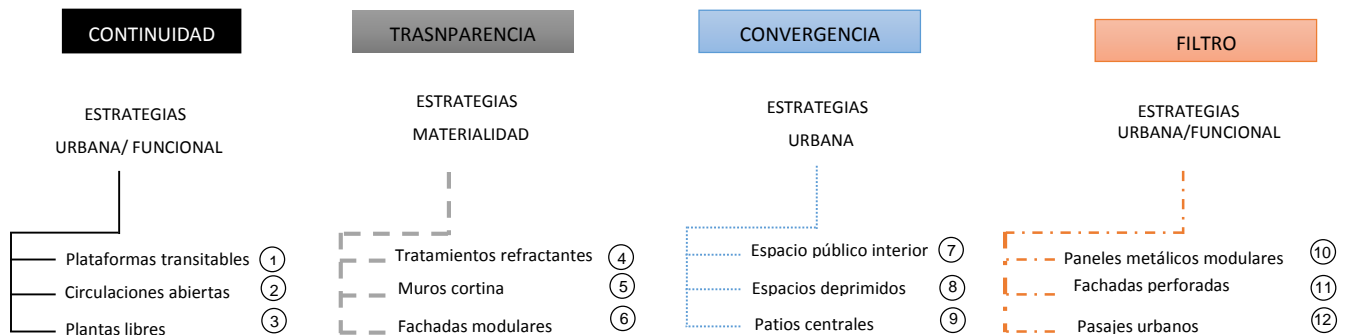 CONTINUIDAD
ESTRATEGIAS
URBANA/ FUNCIONAL
Plataformas transitables 1
Circulaciones abiertas 2
Plantas libres 3
TRASNPARENCIA
ESTRATEGIAS
MATERIALIDAD
Tratamientos refractantes 4
Muros cortina 5
Fachadas modulares 6
CONVERGENCIA
ESTRATEGIAS
URBANA
Espacio público interior 7
Espacios deprimidos 8
Patios centrales 9
FILTRO
ESTRATEGIAS
URBANA/FUNCIONAL
Paneles metálicos modulares 10
Fachadas perforadas 11
Pasajes urbanos 12